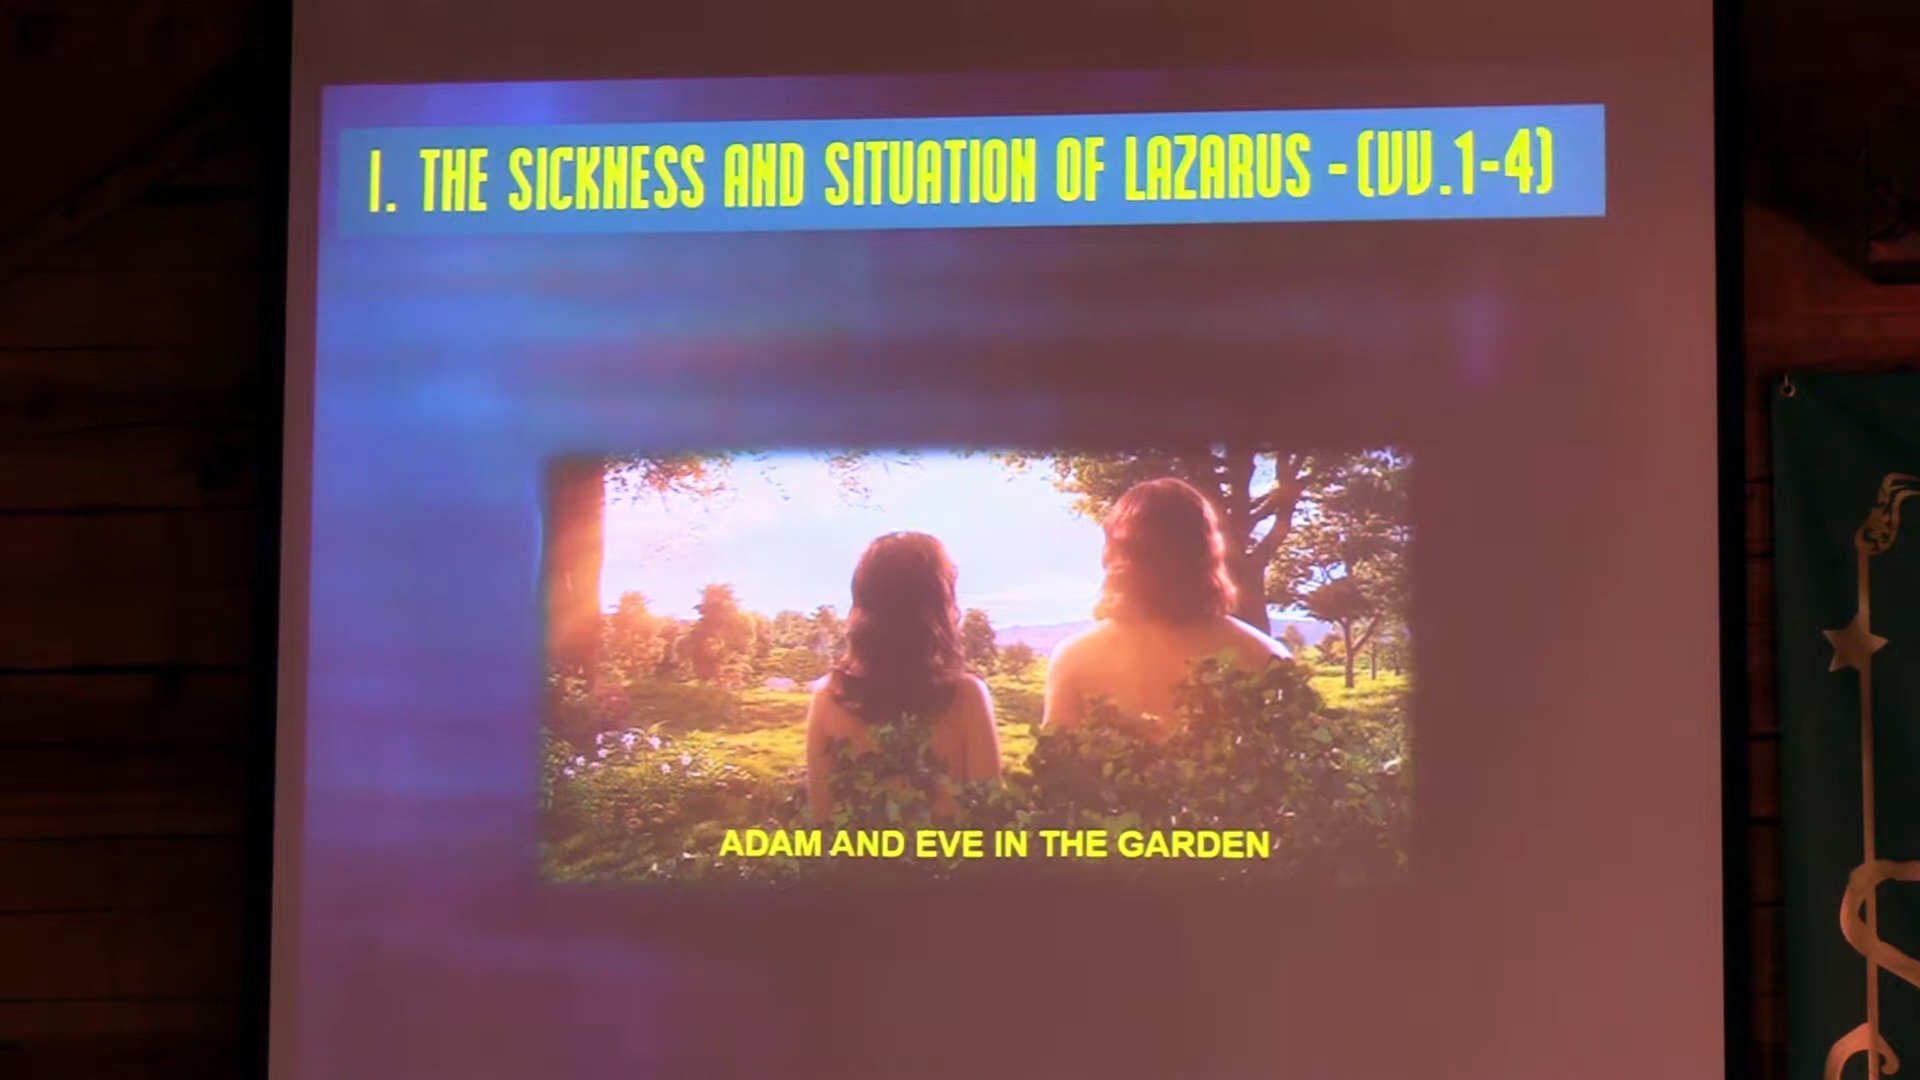 I. THE SICKNESS AND SITUATION OF LAZARUS - (VV.1-4)
ADAM AND EVE IN THE GARDEN